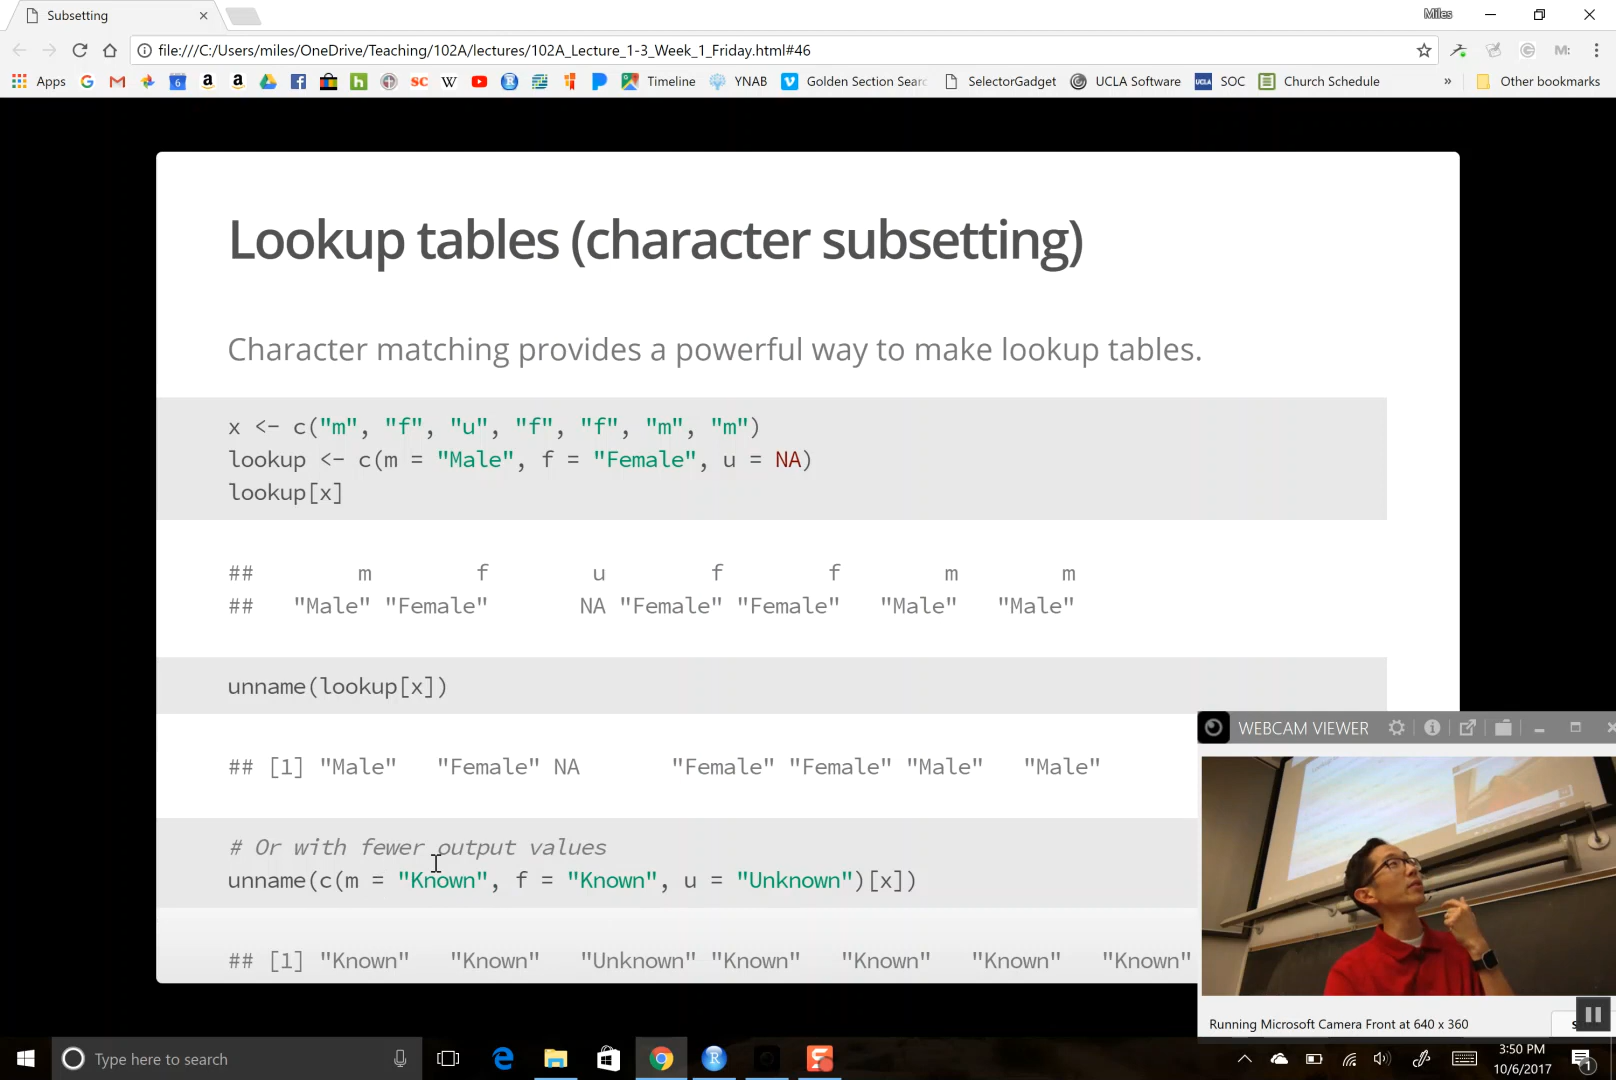 Subsetting
Miles
file:///C:/Users/miles/OneDrive/Teaching/102A/lectures/102A_Lecture_1-3_Week_1_Friday.html#46
M:
Apps
sc
Timeline
YNAB
Golden Section Searc
SelectorGadget
UCLA Software
SOC
Church Schedule
»
Other bookmarks
Lookup tables (character subsetting)
Character matching provides a powerful way to make lookup tables.
x <- c("m", "f", "u", "f", "f", "m", "m")
lookup <- c(m = "Male", f = "Female", u = NA)
lookup[x]
## m f u f f m m
## "Male" "Female" NA "Female" "Female" "Male" "Male"
unname(lookup[x])
## [1] "Male" "Female" NA "Female" "Female" "Male" "Male"
# Or with fewer output values
unname(c(m = "Known", f = "Known", u = "Unknown")[x])
## [1] "Known" "Known" "Unknown" "Known" "Known" "Known" "Known"
WEBCAM VIEWER
Running Microsoft Camera Front at 640 x 360
Type here to search
3:50 PM
10/6/2017